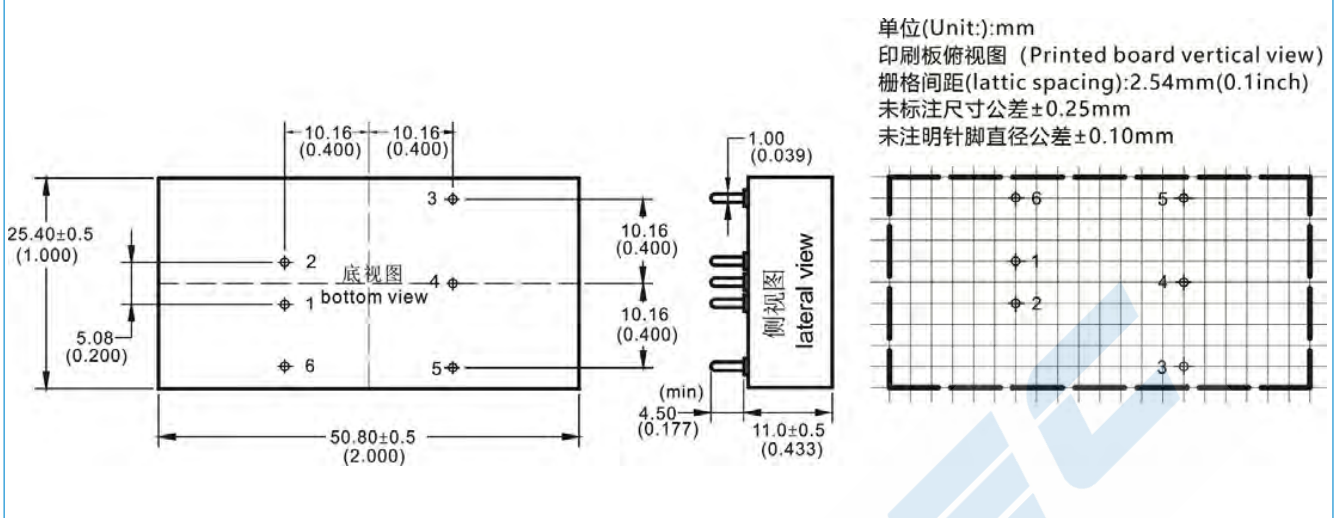 单位(Unit:):mm
印刷板俯视图（Printed board vertical view）
栅格间距(lattic spacing):2.54mm(0.1inch)
未标注尺寸公差±0.25mm
未注明针脚直径公差±0.10mm
10.16 10.16
(0.400) (0.400)
1.00
(0.039)
3
25.40±0.5
(1.000)
10.16
(0.400)
2
底视图
4
bottom view
1
10.16
(0.400)
5.08
(0.200)
6
5
50.80±0.5
(2.000)
侧视图
lateral view
(min)
4.50
(0.177)
11.0±0.5
(0.433)
6 5
1
4
2
3
EC